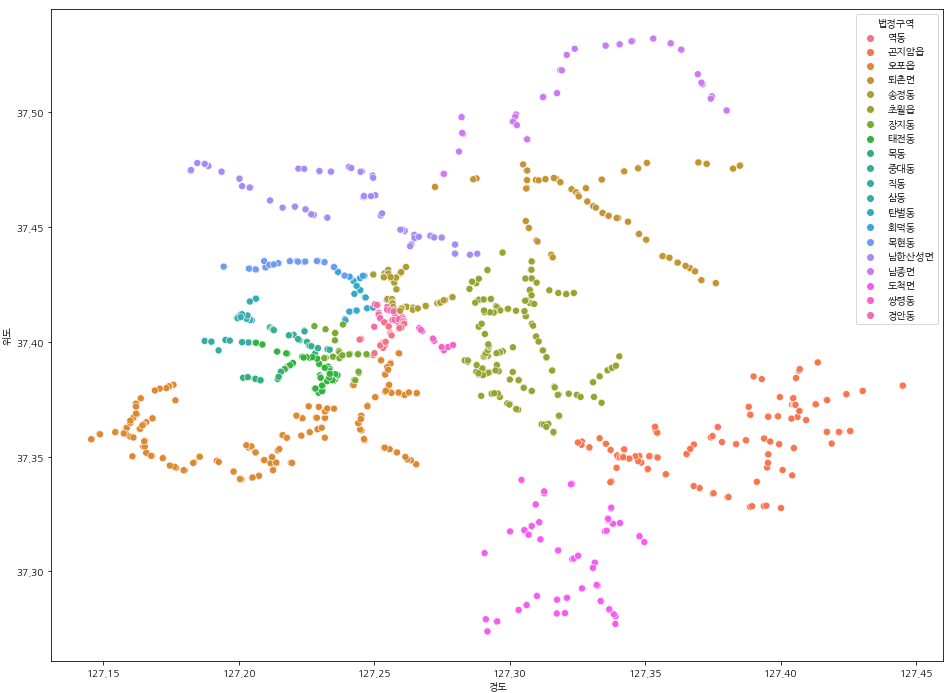 법정구역
역동
곤지암읍
오포읍
퇴촌면
송정동
초월읍
장지동
태전동
목동
중대동
직동
삼동
탄벌동
회덕동
목현동
남한산성면
남종면
도척면
쌍령동
경안동
37.50
37.45
37.40
37.35
37.30
위도
127.15 127.20 127.25 127.30 127.35 127.40 127.45
경도